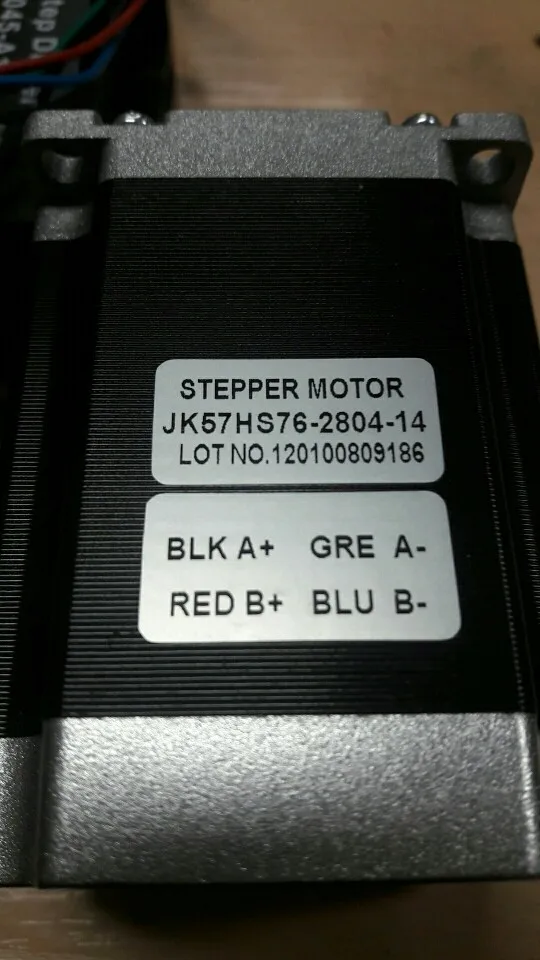 STEPPER MOTOR
JK57HS76-2804-14
LOT NO.120100809186
BLK A+ GRE A-
RED B+ BLU B-